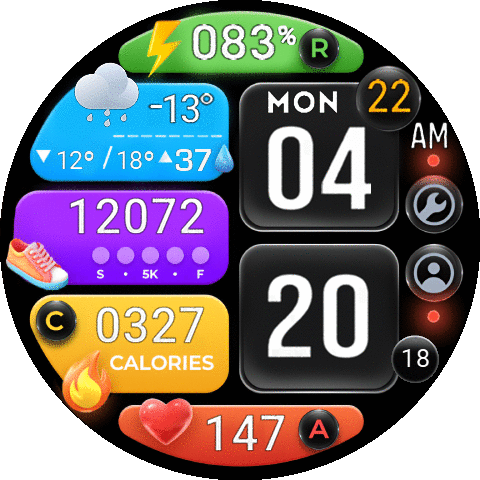 083% R
MON 22
-13°
04 AM
▼12° / 18°▲37
12072
S • 5K • F
20
C 0327
CALORIES
18
147 A